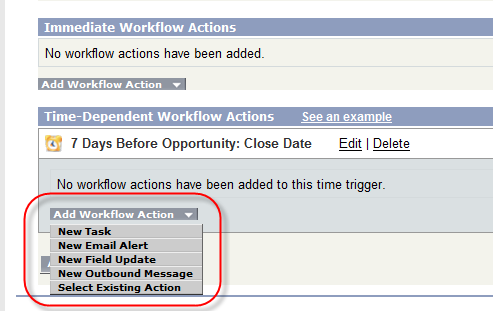 Immediate Workflow Actions
No workflow actions have been added.
Add Workflow Action
Time-Dependent Workflow Actions See an example
7 Days Before Opportunity: Close Date Edit | Delete
No workflow actions have been added to this time trigger.
Add Workflow Action
New Task
New Email Alert
New Field Update
New Outbound Message
Select Existing Action